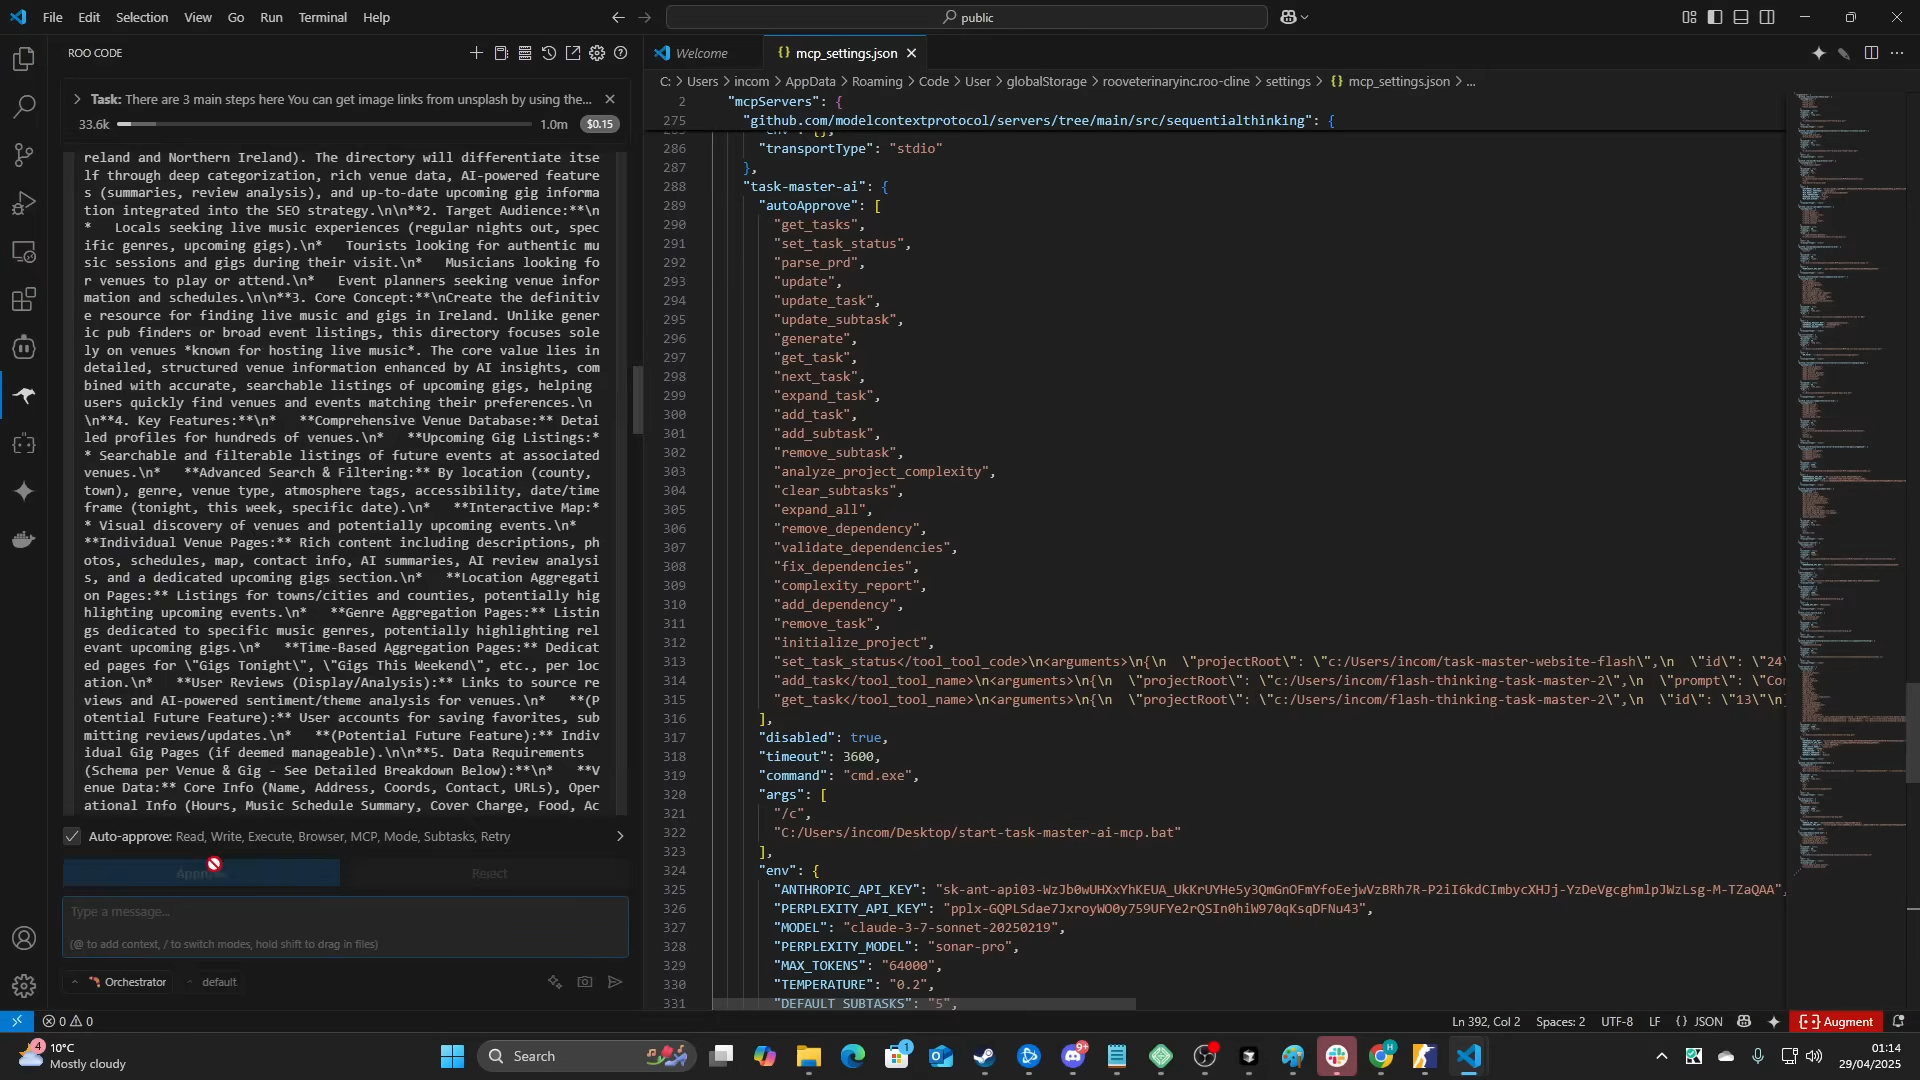 File Edit Selection View Go Run Terminal Help
public
ROO CODE
Task: There are 3 main steps here You can get image links from unsplash by using the...
33.6k 1.0m $0.15
reland and Northern Ireland). The directory will differentiate itse
lf through deep categorization, rich venue data, AI-powered feature
s (summaries, review analysis), and up-to-date upcoming gig informa
tion integrated into the SEO strategy.\n\n**2. Target Audience:**\n
*   Locals seeking live music experiences (regular nights out, spec
ific genres, upcoming gigs).\n*   Tourists looking for authentic mu
sic sessions and gigs during their visit.\n*   Musicians looking fo
r venues to play or attend.\n*   Event planners seeking venue infor
mation and schedules.\n\n**3. Core Concept:**\nCreate the definitiv
e resource for finding live music and gigs in Ireland. Unlike gener
ic pub finders or broad event listings, this directory focuses sole
ly on venues *known for hosting live music*. The core value lies in
detailed, structured venue information enhanced by AI insights, com
bined with accurate, searchable listings of upcoming gigs, helping
users quickly find venues and events matching their preferences.\n
\n**4. Key Features:**\n*   **Comprehensive Venue Database:** Detai
led profiles for hundreds of venues.\n*   **Upcoming Gig Listings:*
* Searchable and filterable listings of future events at associated
venues.\n*   **Advanced Search & Filtering:** By location (county,
town), genre, venue type, atmosphere tags, accessibility, date/time
frame (tonight, this week, specific date).\n*   **Interactive Map:*
* Visual discovery of venues and potentially upcoming events.\n*
**Individual Venue Pages:** Rich content including descriptions, ph
otos, schedules, map, contact info, AI summaries, AI review analysi
s, and a dedicated upcoming gigs section.\n*   **Location Aggregati
on Pages:** Listings for towns/cities and counties, potentially hig
hlighting upcoming events.\n*   **Genre Aggregation Pages:** Listin
gs dedicated to specific music genres, potentially highlighting rel
evant upcoming gigs.\n*   **Time-Based Aggregation Pages:** Dedicat
ed pages for \"Gigs Tonight\", \"Gigs This Weekend\", etc., per loc
ation.\n*   **User Reviews (Display/Analysis):** Links to source re
views and AI-powered sentiment/theme analysis for venues.\n*   **(P
otential Future Feature):** User accounts for saving favorites, sub
mitting reviews/updates.\n*   **(Potential Future Feature):** Indiv
idual Gig Pages (if deemed manageable).\n\n**5. Data Requirements
(Schema per Venue & Gig - See Detailed Breakdown Below):**\n*   **V
enue Data:** Core Info (Name, Address, Coords, Contact, URLs), Oper
ational Info (Hours, Music Schedule Summary, Cover Charge, Food, Ac
Auto-approve: Read, Write, Execute, Browser, MCP, Mode, Subtasks, Retry
Reject
Type a message...
(@ to add context, / to switch modes, hold shift to drag in files)
Orchestrator default
Welcome {} mcp_settings.json
C: > Users > incom > AppData > Roaming > Code > User > globalStorage > rooveterinaryinc.roo-cline > settings > {} mcp_settings.json > ...
2 "mcpServers": {
275 "github.com/modelcontextprotocol/servers/tree/main/src/sequentialthinking": {
286 "transportType": "stdio"
287 },
288 "task-master-ai": {
289 "autoApprove": [
290 "get_tasks",
291 "set_task_status",
292 "parse_prd",
293 "update",
294 "update_task",
295 "update_subtask",
296 "generate",
297 "get_task",
298 "next_task",
299 "expand_task",
300 "add_task",
301 "add_subtask",
302 "remove_subtask",
303 "analyze_project_complexity",
304 "clear_subtasks",
305 "expand_all",
306 "remove_dependency",
307 "validate_dependencies",
308 "fix_dependencies",
309 "complexity_report",
310 "add_dependency",
311 "remove_task",
312 "initialize_project",
313 "set_task_status</tool_tool_code>\n<arguments>\n{\n  \"projectRoot\": \"c:/Users/incom/task-master-website-flash\",\n  \"id\": \"24\
314 "add_task</tool_tool_name>\n<arguments>\n{\n  \"projectRoot\": \"c:/Users/incom/flash-thinking-task-master-2\",\n  \"prompt\": \"Cor
315 "get_task</tool_tool_name>\n<arguments>\n{\n  \"projectRoot\": \"c:/Users/incom/flash-thinking-task-master-2\",\n  \"id\": \"13\"\n}
316 ],
317 "disabled": true,
318 "timeout": 3600,
319 "command": "cmd.exe",
320 "args": [
321 "/c",
322 "C:/Users/incom/Desktop/start-task-master-ai-mcp.bat"
323 ],
324 "env": {
325 "ANTHROPIC_API_KEY":
326 "PERPLEXITY_API_KEY":
327 "MODEL": "claude-3-7-sonnet-20250219",
328 "PERPLEXITY_MODEL": "sonar-pro",
329 "MAX_TOKENS": "64000",
330 "TEMPERATURE": "0.2",
331 "DEFAULT_SUBTASKS": "5",
0 0 Ln 392, Col 2 Spaces: 2 UTF-8 LF {} JSON Augment
10°C
Mostly cloudy
Search
01:14
29/04/2025